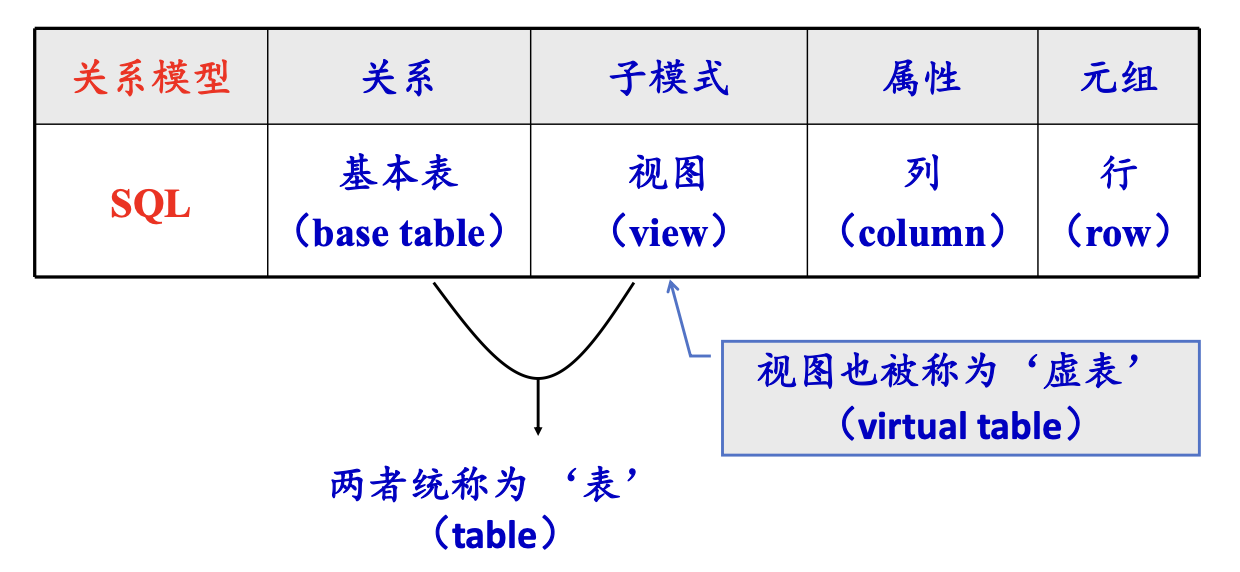 关系模型 关系 子模式 属性 元组
SQL 基本表 视图 列 行
（base table） （view） （column） （row）
视图也被称为‘虚表’
（virtual table）
两者统称为‘表’
（table）